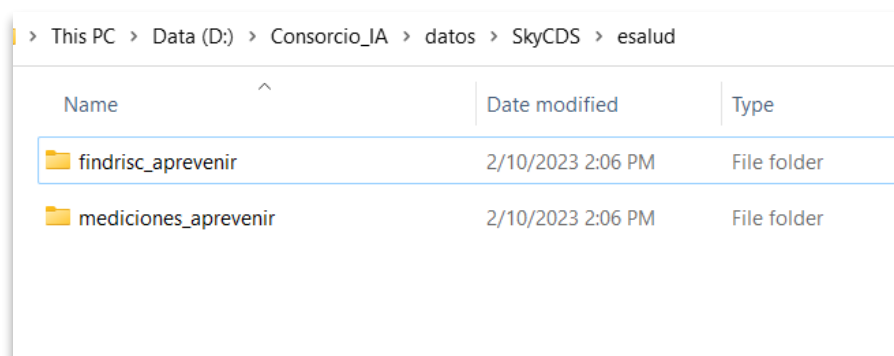 > This PC > Data (D:) > Consorcio_IA > datos > SkyCDS > esalud
Name Date modified Type
findrisc_aprevenir 2/10/2023 2:06 PM File folder
mediciones_aprevenir 2/10/2023 2:06 PM File folder